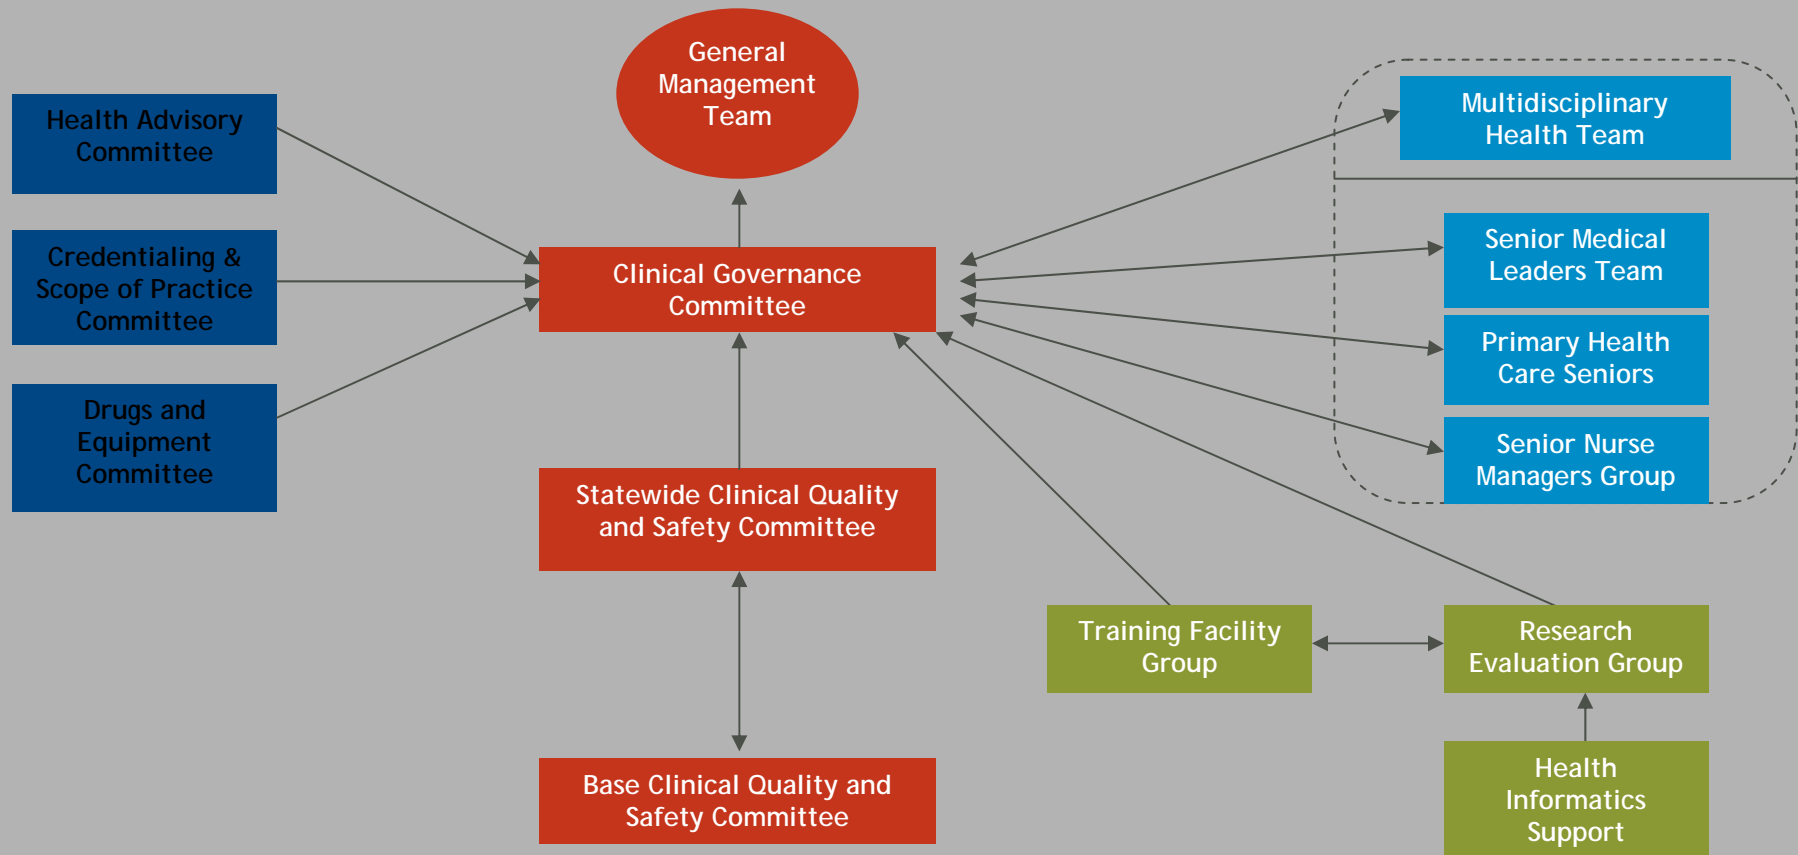 General
Management
Team
Health Advisory
Committee
Credentialing &
Scope of Practice
Committee
Drugs and
Equipment
Committee
Clinical Governance
Committee
Statewide Clinical Quality
and Safety Committee
Base Clinical Quality and
Safety Committee
Multidisciplinary
Health Team
Senior Medical
Leaders Team
Primary Health
Care Seniors
Senior Nurse
Managers Group
Training Facility
Group
Research
Evaluation Group
Health
Informatics
Support